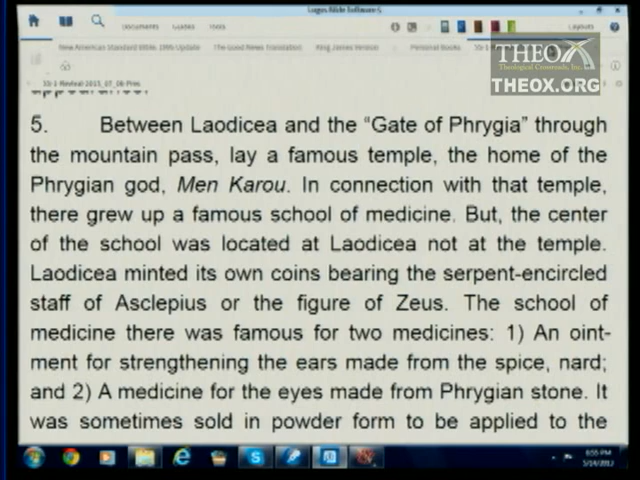 Logos Bible Software 5
Documents Guides Tools Layouts
New American Standard Bible, 1995 Update The Good News Translation King James Version Personal Books
THEOX
Theological Crossroads, Inc.
THEOX.ORG
5. Between Laodicea and the “Gate of Phrygia” through
the mountain pass, lay a famous temple, the home of the
Phrygian god, Men Karou. In connection with that temple,
there grew up a famous school of medicine. But, the center
of the school was located at Laodicea not at the temple.
Laodicea minted its own coins bearing the serpent-encircled
staff of Asclepius or the figure of Zeus. The school of
medicine there was famous for two medicines: 1) An oint-
ment for strengthening the ears made from the spice, nard;
and 2) A medicine for the eyes made from Phrygian stone. It
was sometimes sold in powder form to be applied to the